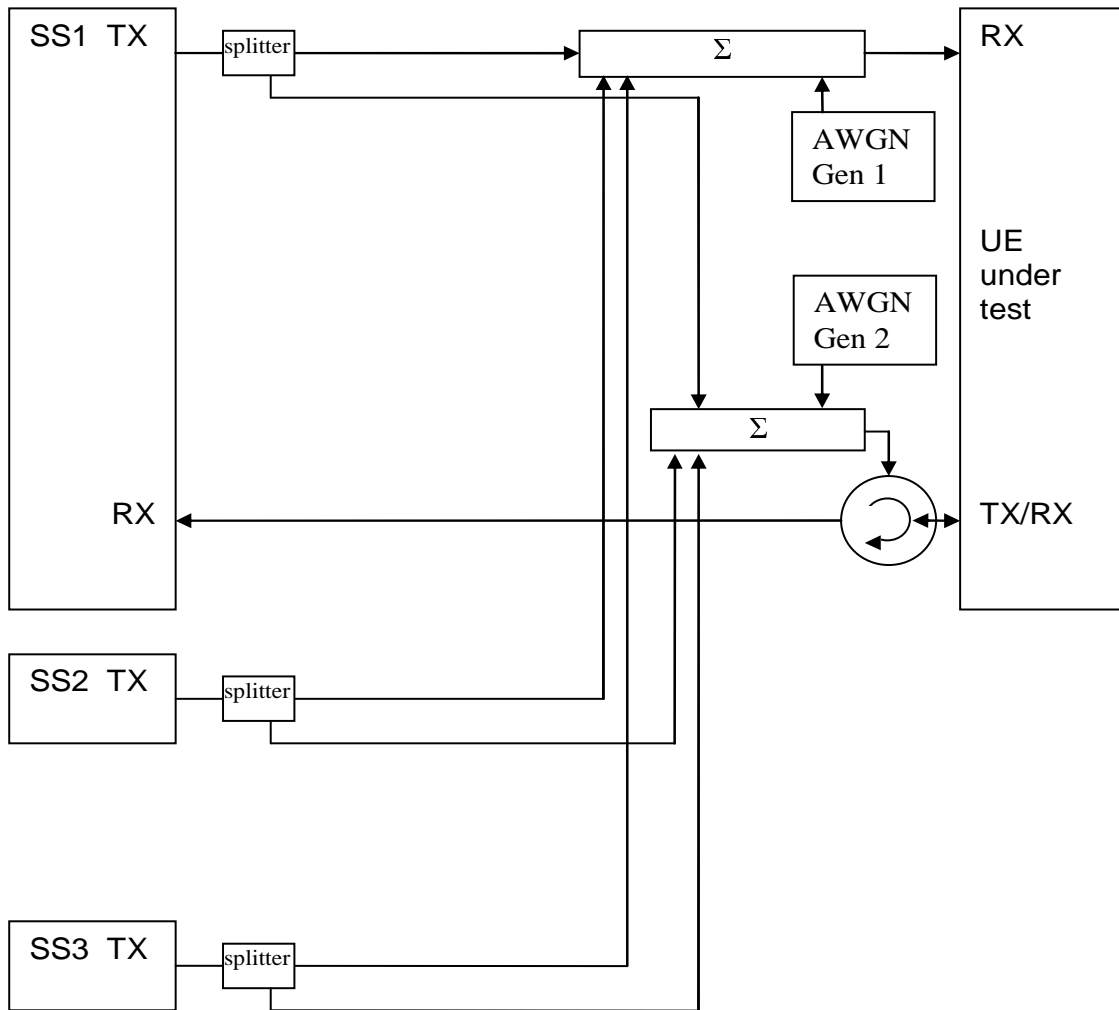 SS1 TX
splitter
Σ
RX
AWGN
Gen 1
UE
under
test
AWGN
Gen 2
Σ
RX
TX/RX
SS2 TX
splitter
SS3 TX
splitter